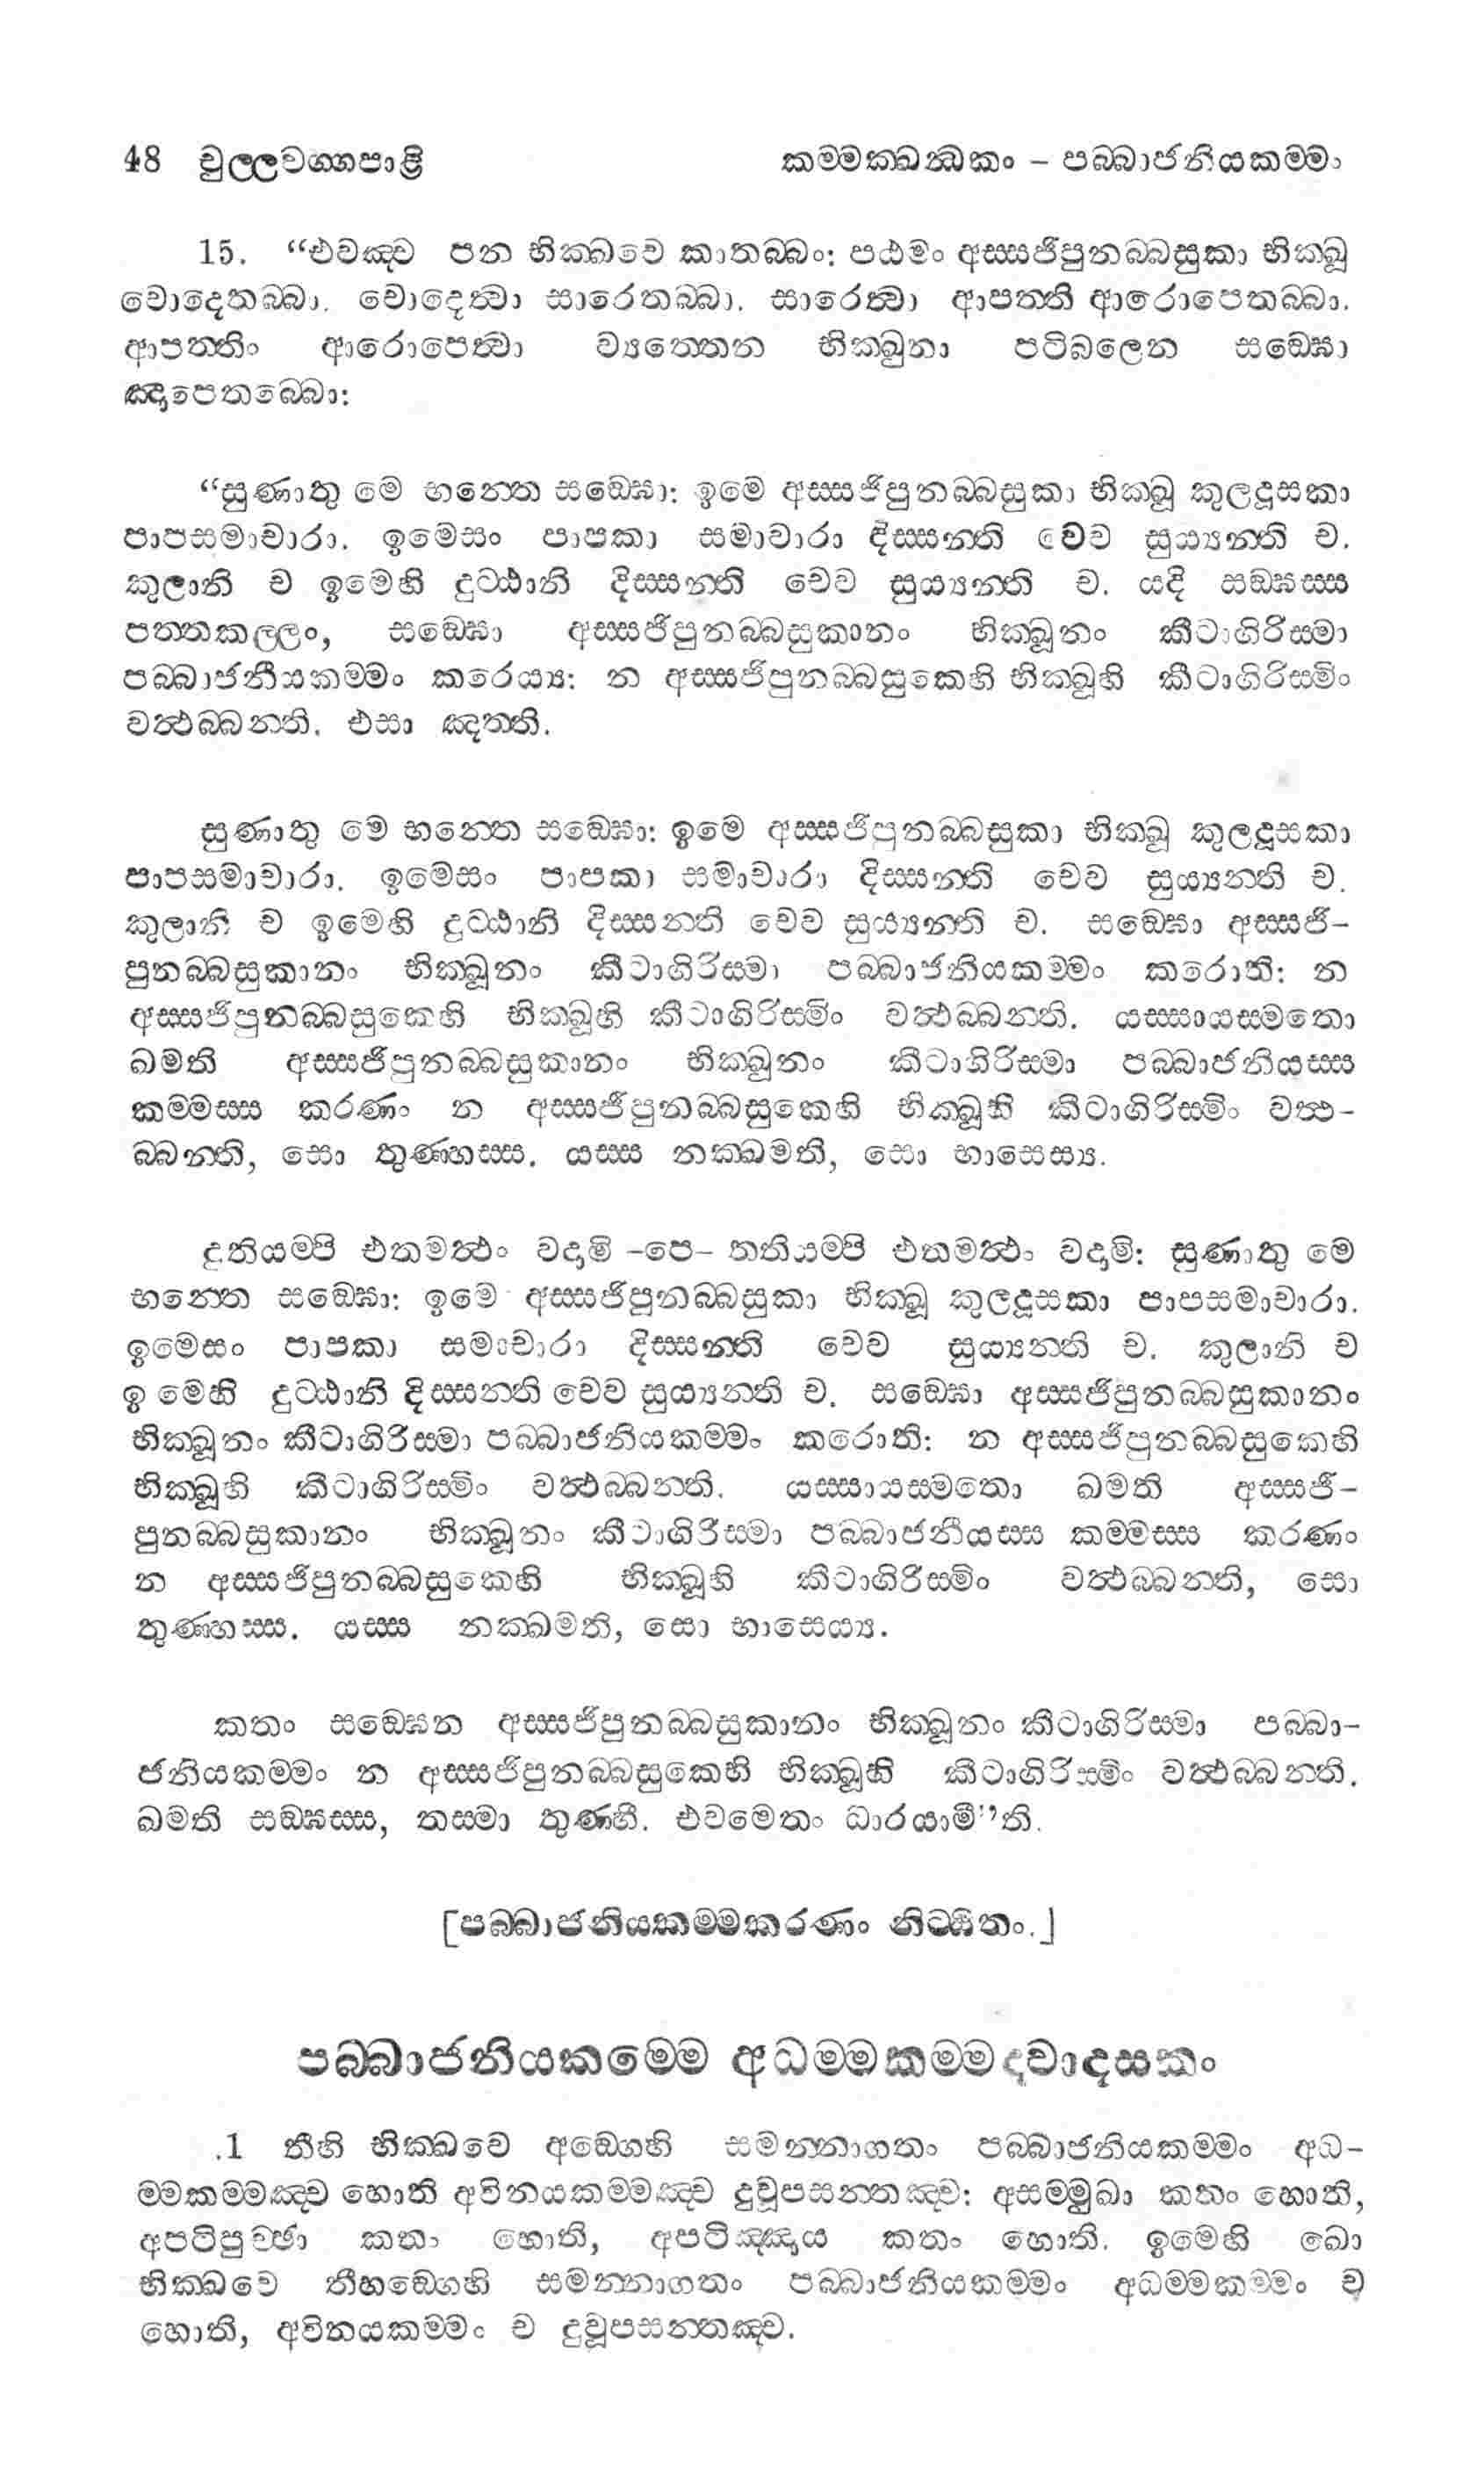 48 චුල්ලවග්ගපාළි කම්මක්ඛන්ධකං – පබ්බාජනියකම්මං
15. “එවඤ්ච පන භික්ඛවෙ කාතබ්බං: පඨමං අස්සජිපුනබ්බසුකා භික්ඛූ
චොදෙතබ්බා. චොදෙත්වා සාරෙතබ්බා. සාරෙත්වා ආපත්ති ආරොපෙතබ්බා.
ආපත්තිං ආරොපෙත්වා ව්‍යත්තෙන භික්ඛුනා පටිබලෙන සඞ්ඝො
ඤාපෙතබ්බො:
“සුණාතු මෙ භන්තෙ සඞ්ඝො: ඉමෙ අස්සජිපුනබ්බසුකා භික්ඛූ කුලදූසකා
පාපසමාචාරා. ඉමෙසං පාපකා සමාචාරා දිස්සන්ති චෙව සුය්‍යන්ති ච.
කුලානි ච ඉමෙහි දුට්ඨානි දිස්සන්ති චෙව සුය්‍යන්ති ච. යදි සඞ්ඝස්ස
පත්තකල්ලං, සඞ්ඝො අස්සජිපුනබ්බසුකානං භික්ඛූනං කීටාගිරිස්මා
පබ්බාජනීයකම්මං කරෙය්‍ය: න අස්සජිපුනබ්බසුකෙහි භික්ඛූහි කීටාගිරිස්මිං
වත්ථබ්බන්ති. එසා ඤත්ති.
සුණාතු මෙ භන්තෙ සඞ්ඝො: ඉමෙ අස්සජිපුනබ්බසුකා භික්ඛූ කුලදූසකා
පාපසමාචාරා. ඉමෙසං පාපකා සමාචාරා දිස්සන්ති චෙව සුය්‍යන්ති ච.
කුලානි ච ඉමෙහි දුට්ඨානි දිස්සන්ති චෙව සුය්‍යන්ති ච. සඞ්ඝො අස්සජි-
පුනබ්බසුකානං භික්ඛූනං කීටාගිරිස්මා පබ්බාජනියකම්මං කරොති: න
අස්සජිපුනබ්බසුකෙහි භික්ඛූහි කීටාගිරිස්මිං වත්ථබ්බන්ති. යස්සායස්මතො
ඛමති අස්සජිපුනබ්බසුකානං භික්ඛූනං කීටාගිරිස්මා පබ්බාජනියස්ස
කම්මස්ස කරණං න අස්සජිපුනබ්බසුකෙහි භික්ඛූහි කීටාගිරිස්මිං වත්ථ-
බ්බන්ති, සො තුණ්හස්ස. යස්ස නක්ඛමති, සො භාසෙස්‍ය.
දුතියම්පි එතමත්ථං වදාමි –පෙ– තතියම්පි එතමත්ථං වදාමි: සුණාතු මෙ
භන්තෙ සඞ්ඝො: ඉමෙ අස්සජිපුනබ්බසුකා භික්ඛූ කුලදූසකා පාපසමාචාරා.
ඉමෙසං පාපකා සමාචාරා දිස්සන්ති චෙව සුය්‍යන්ති ච. කුලානි ච
ඉ මෙහි දුට්ඨානි දිස්සන්ති චෙව සුය්‍යන්ති ච. සඞ්ඝො අස්සජිපුනබ්බසුකානං
භික්ඛූනං කීටාගිරිස්මා පබ්බාජනියකම්මං කරොති: න අස්සජිපුනබ්බසුකෙහි
භික්ඛූහි කීටාගිරිස්මිං වත්ථබ්බන්ති. යස්සායස්මතො ඛමති අස්සජි-
පුනබ්බසුකානං භික්ඛූනං කීටාගිරිස්මා පබ්බාජනීයස්ස කම්මස්ස කරණං
න අස්සජිපුනබ්බසුකෙහි භික්ඛූහි කීටාගිරිස්මිං වත්ථබ්බන්ති, සො
තුණ්හස්ස. යස්ස නක්ඛමති, සො භාසෙය්‍ය.
කතං සඞ්ඝෙන අස්සජිපුනබ්බසුකානං භික්ඛූනං කීටාගිරිස්මා පබ්බා-
ජනියකම්මං න අස්සජිපුනබ්බසුකෙහි භික්ඛූහි කීටාගිරිස්මිං වත්ථබ්බන්ති.
ඛමති සඞ්ඝස්ස, තස්මා තුණ්හී. එවමෙතං ධාරයාමී”ති.
[පබ්බාජනියකම්මකරණං නිට්ඨිතං.]
පබ්බාජනියකම්මෙ අධම්මකම්මද්වාදසකං
.1 තීහි භික්ඛවෙ අඞ්ගෙහි සමන්නාගතං පබ්බාජනියකම්මං අධ-
ම්මකම්මඤ්ච හොති අවිනයකම්මඤ්ච දුවූපසන්තඤ්ච: අසම්මුඛා කතං හොති,
අපටිපුච්ඡා කතං හොති, අපටිඤ්ඤාය කතං හොති. ඉමෙහි ඛො
භික්ඛවෙ තීහඞ්ගෙහි සමන්නාගතං පබ්බාජනියකම්මං අධම්මකම්මං ච
හොති, අවිනයකම්මං ච දුවූපසන්තඤ්ච.